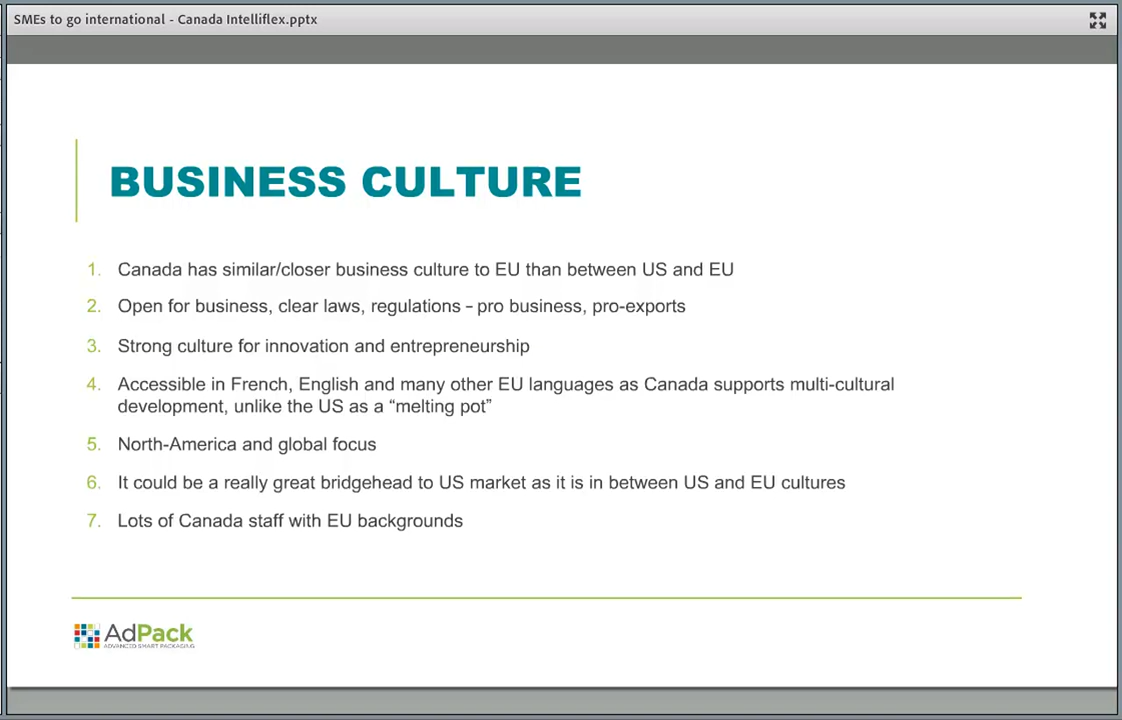 SMEs to go international - Canada Intelliflex.pptx
BUSINESS CULTURE
1. Canada has similar/closer business culture to EU than between US and EU
2. Open for business, clear laws, regulations – pro business, pro-exports
3. Strong culture for innovation and entrepreneurship
4. Accessible in French, English and many other EU languages as Canada supports multi-cultural
development, unlike the US as a “melting pot”
5. North-America and global focus
6. It could be a really great bridgehead to US market as it is in between US and EU cultures
7. Lots of Canada staff with EU backgrounds
AdPack
ADVANCED SMART PACKAGING